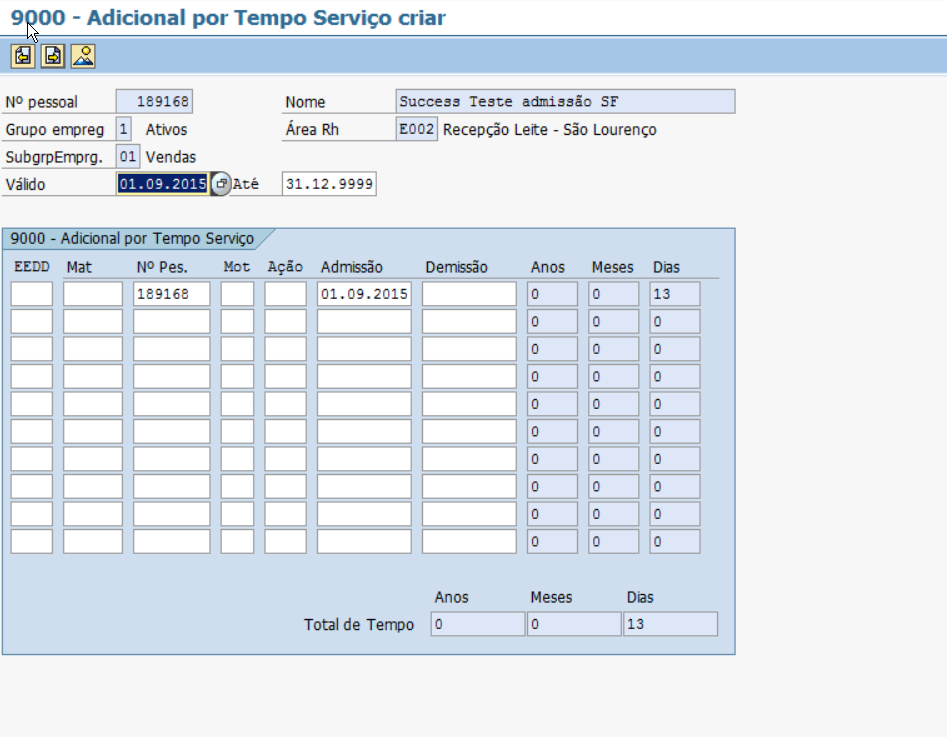 9000 - Adicional por Tempo Serviço criar
Nº pessoal 189168 Nome Success Teste admissão SF
Grupo empreg 1 Ativos Área Rh E002 Recepção Leite - São Lourenço
SubgrpEmprg. 01 Vendas
Válido 01.09.2015 Até 31.12.9999
9000 - Adicional por Tempo Serviço
EEDD Mat Nº Pes. Mot Ação Admissão Demissão Anos Meses Dias
189168 01.09.2015 0 0 13
0 0 0
0 0 0
0 0 0
0 0 0
0 0 0
0 0 0
0 0 0
0 0 0
0 0 0
Anos Meses Dias
Total de Tempo 0 0 13